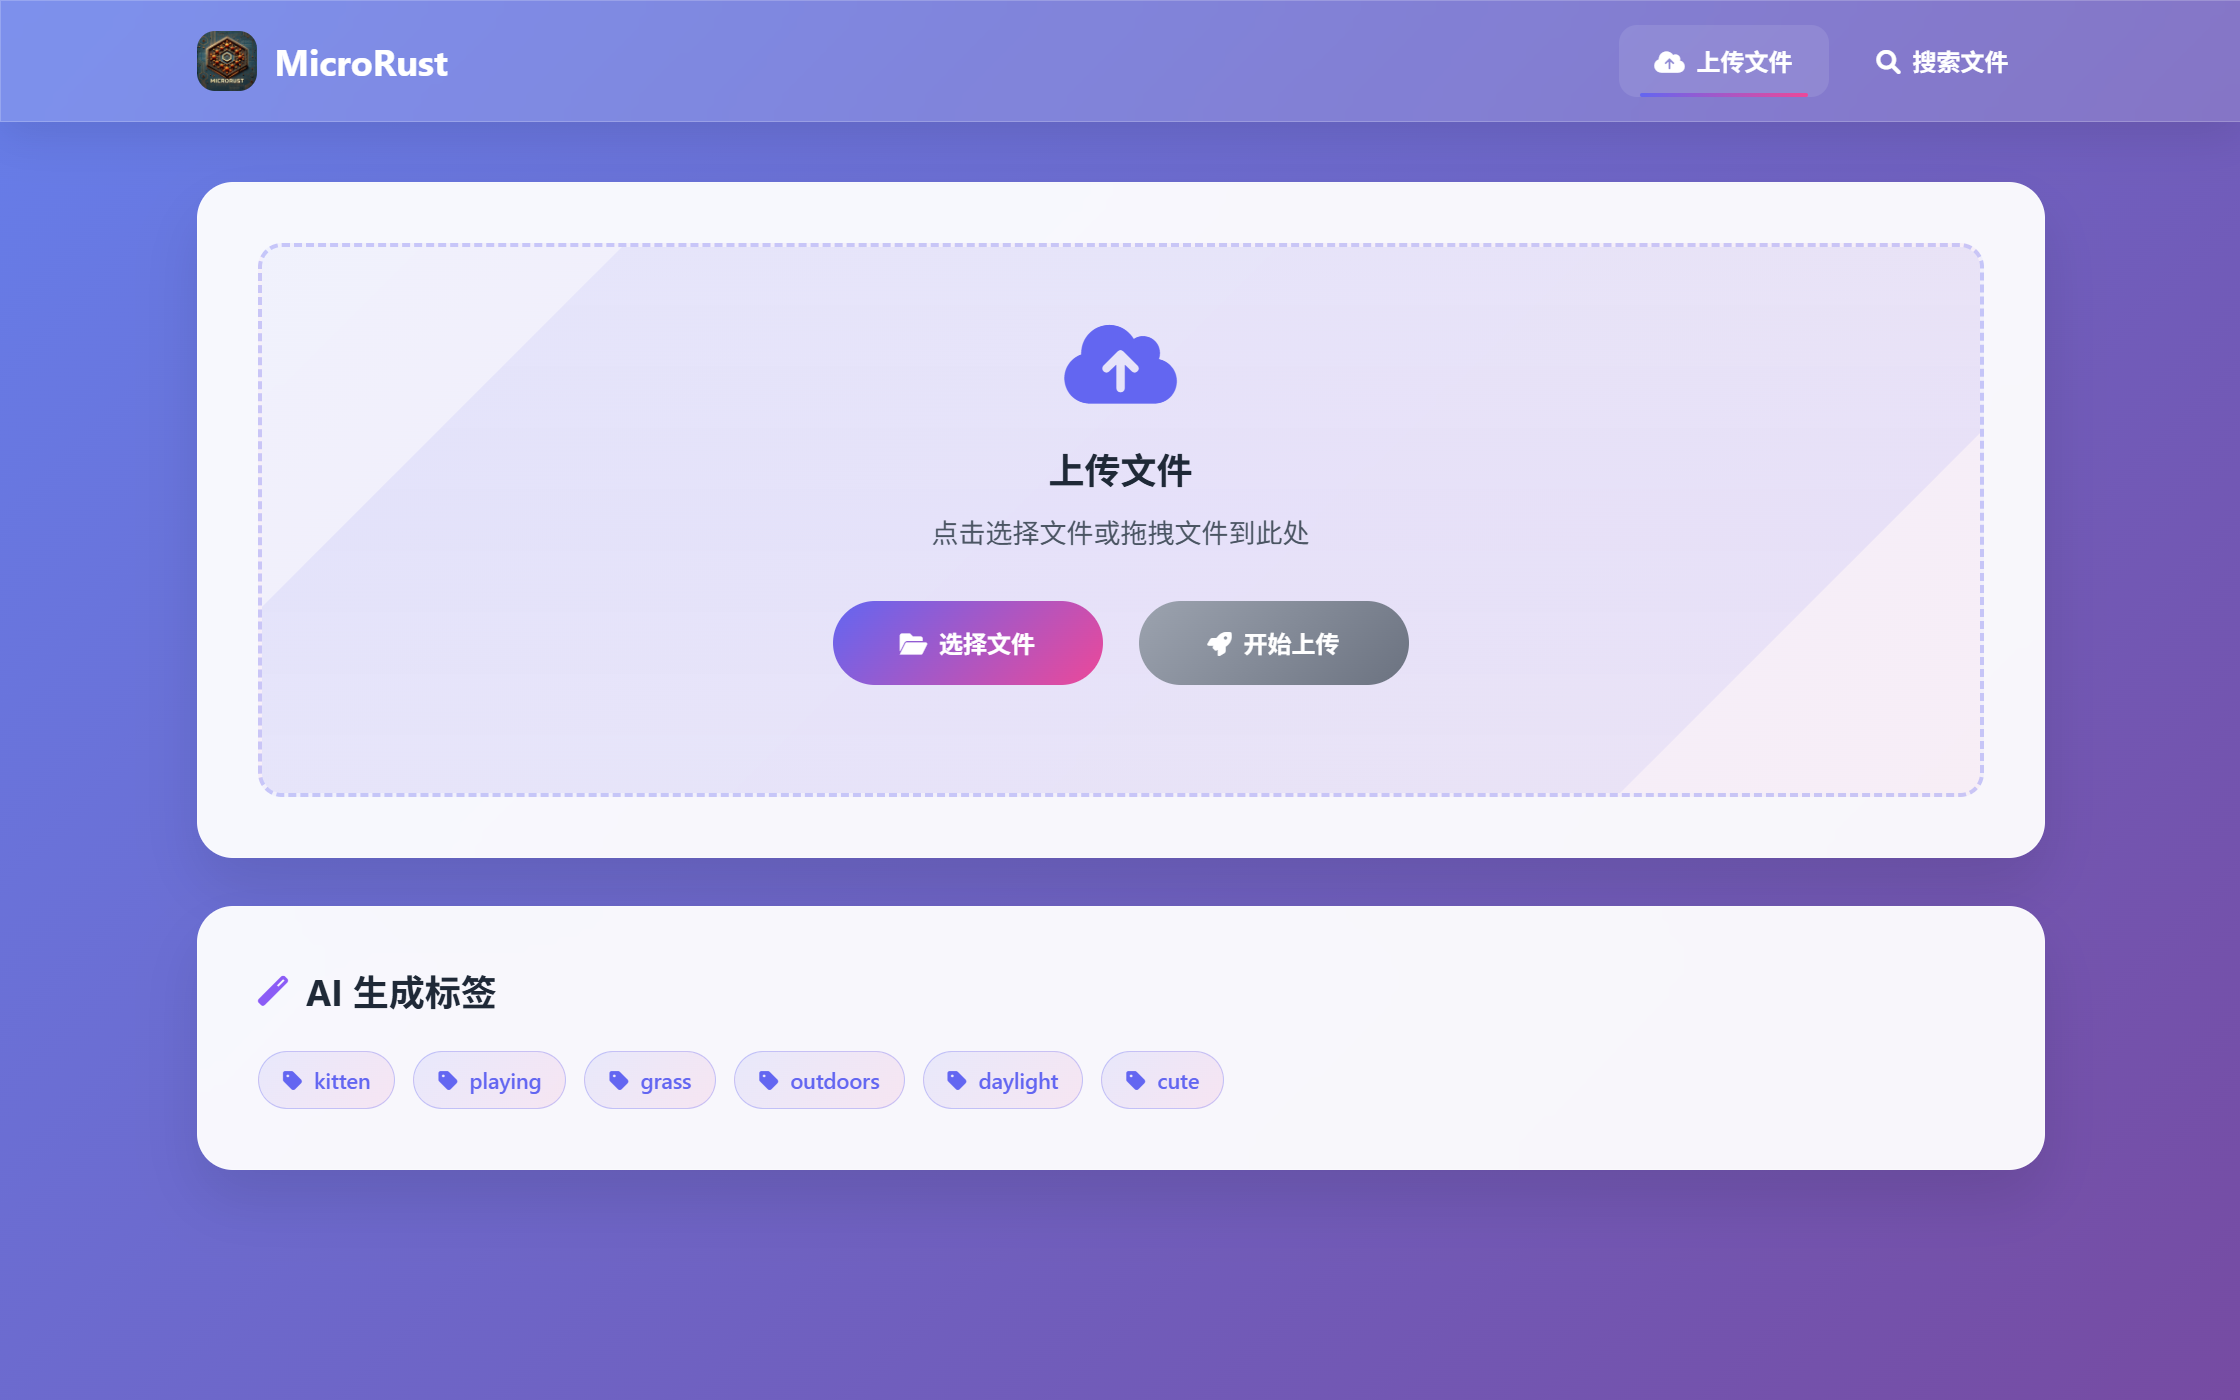 MICRORUST
MicroRust
上传文件
搜索文件
上传文件
点击选择文件或拖拽文件到此处
选择文件
开始上传
AI 生成标签
kitten
playing
grass
outdoors
daylight
cute